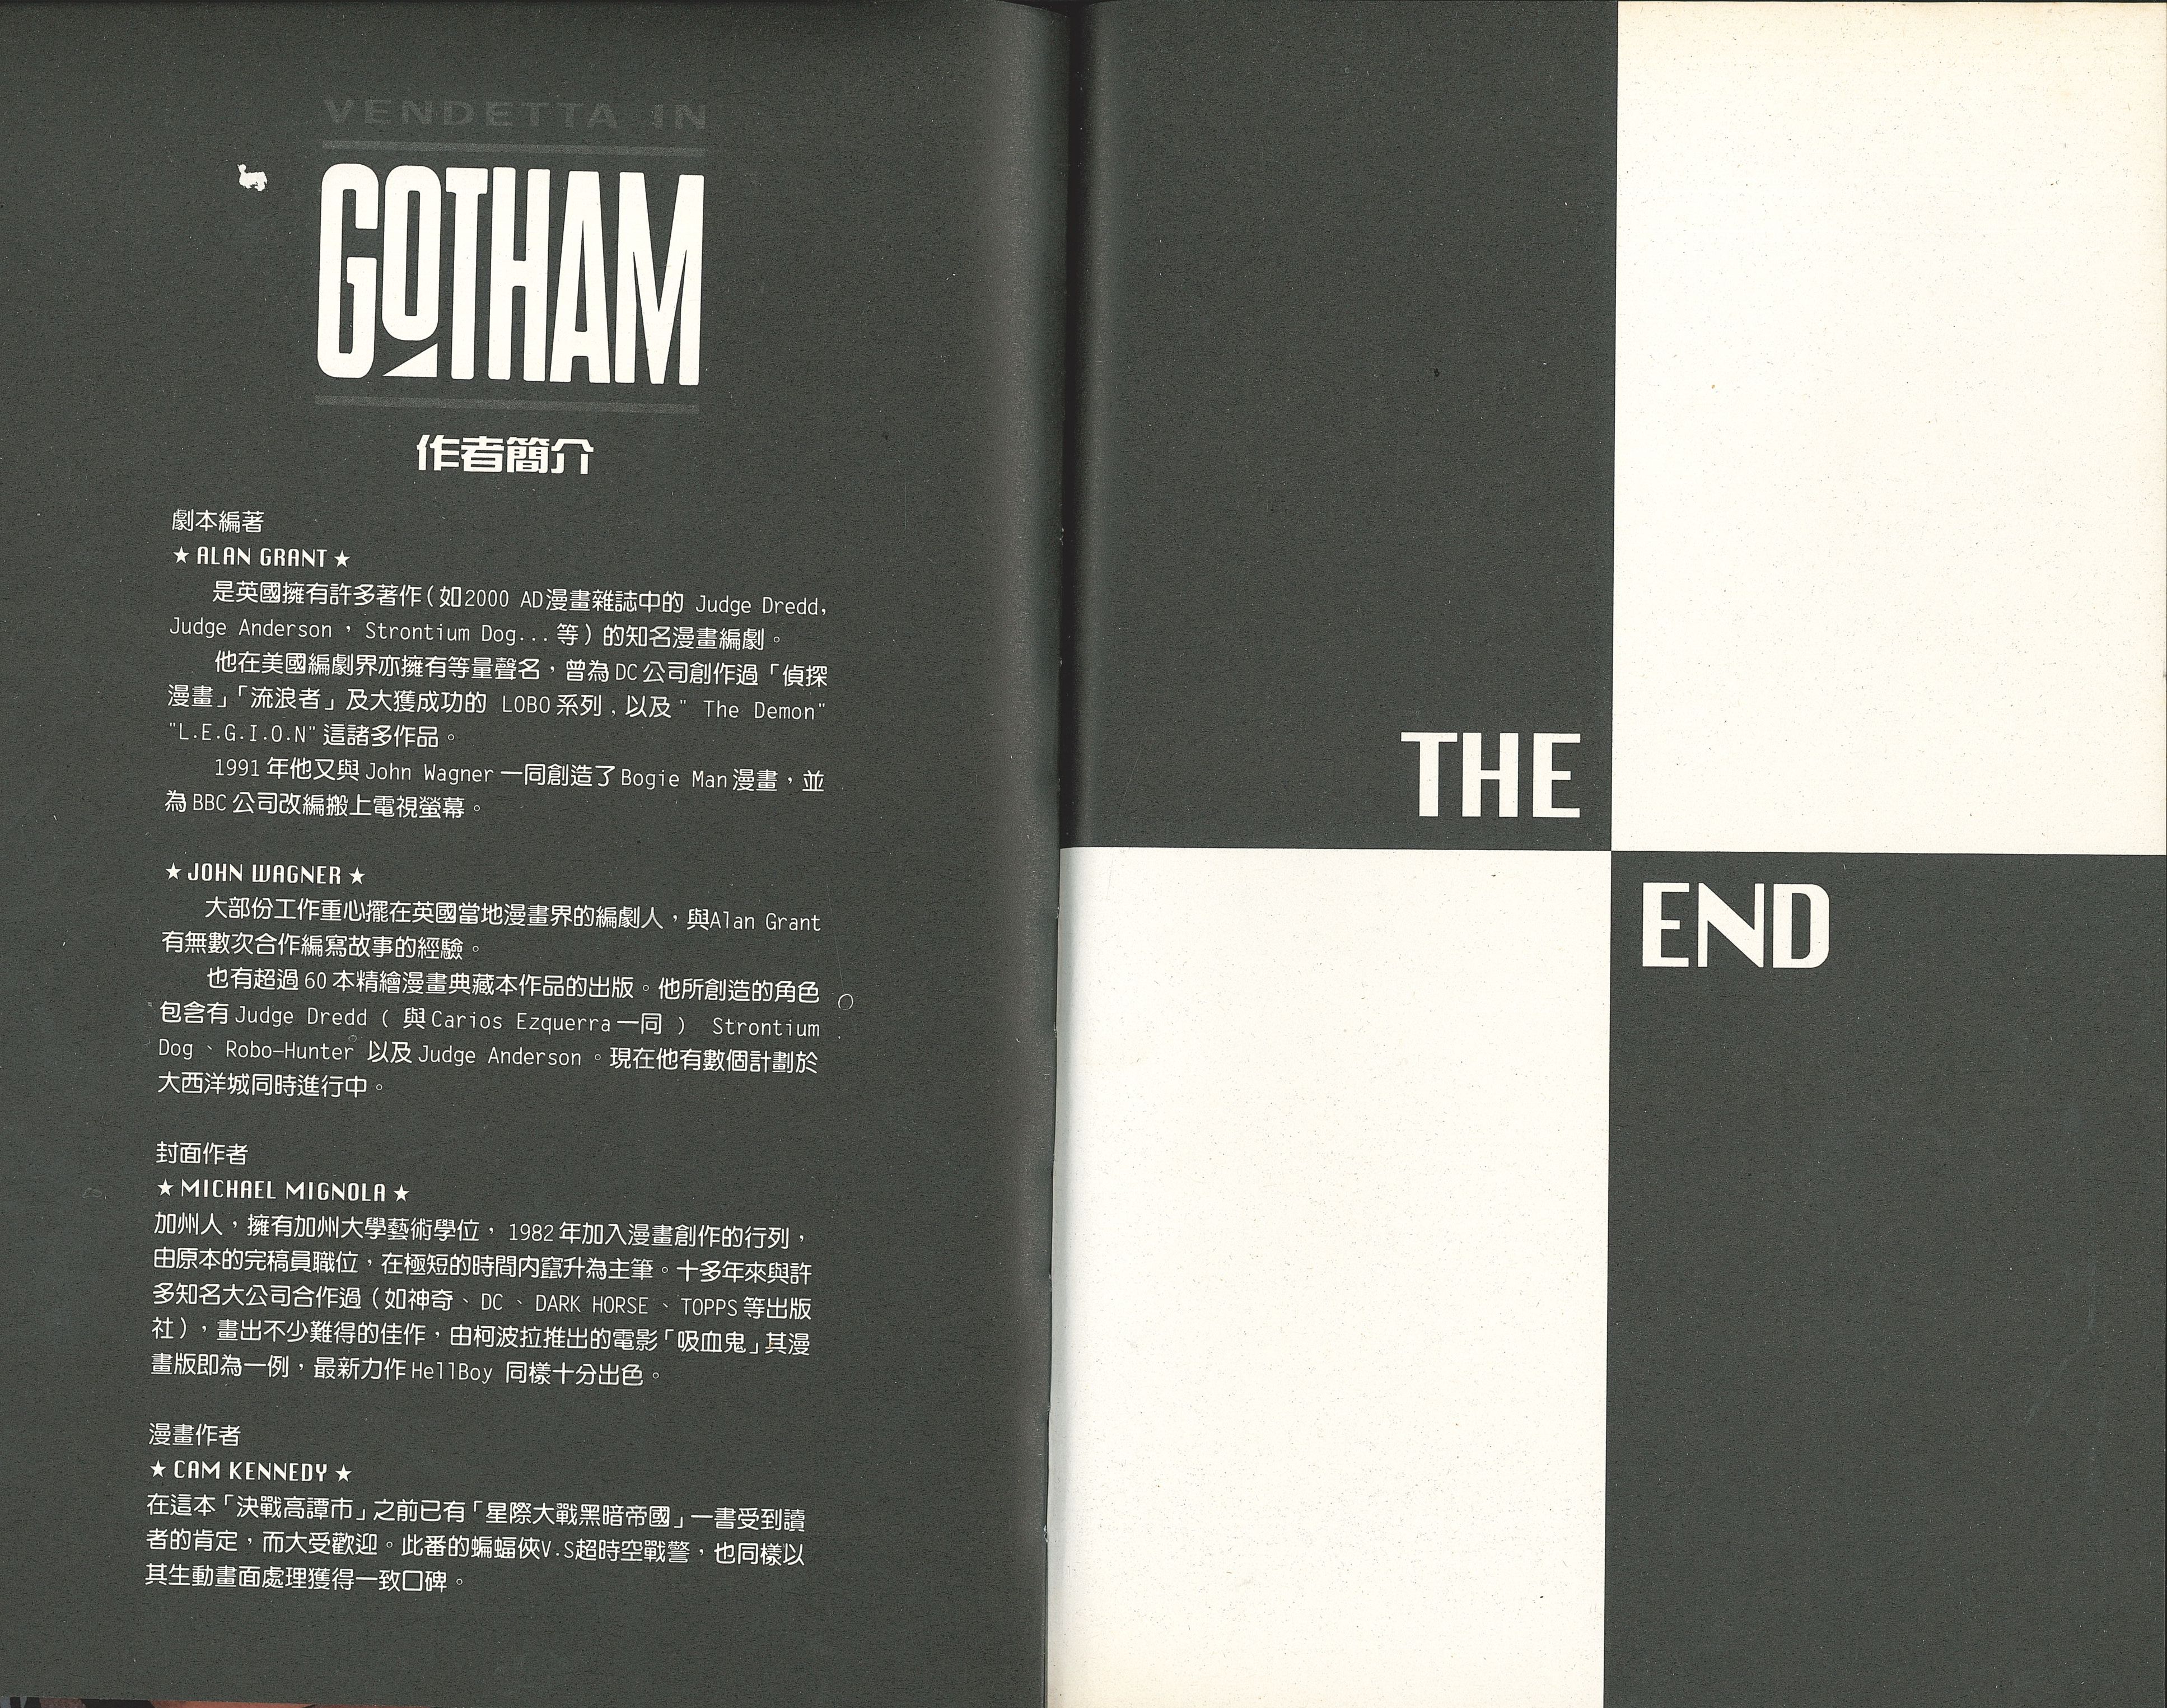 VENDETTA IN
GOTHAM
作者簡介
劇本編著
★ ALAN GRANT ★
是英國擁有許多著作(如2000 AD漫畫雜誌中的 Judge Dredd,
Judge Anderson，Strontium Dog...等)的知名漫畫編劇。
他在美國編劇界亦擁有等量聲名，曾為DC公司創作過「偵探
漫畫」「流浪者」及大獲成功的 LOBO系列，以及" The Demon"
"L.E.G.I.O.N"這諸多作品。
1991年他又與John Wagner一同創造了Bogie Man漫畫，並
為BBC公司改編搬上電視螢幕。
★ JOHN WAGNER ★
大部份工作重心擺在英國當地漫畫界的編劇人，與Alan Grant
有無數次合作編寫故事的經驗。
也有超過60本精繪漫畫典藏本作品的出版。他所創造的角色
包含有Judge Dredd ( 與Carios Ezquerra一同 ) Strontium
Dog、Robo-Hunter 以及Judge Anderson。現在他有數個計劃於
大西洋城同時進行中。
封面作者
★ MICHAEL MIGNOLA ★
加州人，擁有加州大學藝術學位，1982年加入漫畫創作的行列，
由原本的完稿員職位，在極短的時間內竄升為主筆。十多年來與許
多知名大公司合作過(如神奇、DC、DARK HORSE、TOPPS等出版
社)，畫出不少難得的佳作，由柯波拉推出的電影「吸血鬼」其漫
畫版即為一例，最新力作HellBoy 同樣十分出色。
漫畫作者
★ CAM KENNEDY ★
在這本「決戰高譚市」之前已有「星際大戰黑暗帝國」一書受到讀
者的肯定，而大受歡迎。此番的蝙蝠俠V.S超時空戰警，也同樣以
其生動畫面處理獲得一致口碑。
THE
END